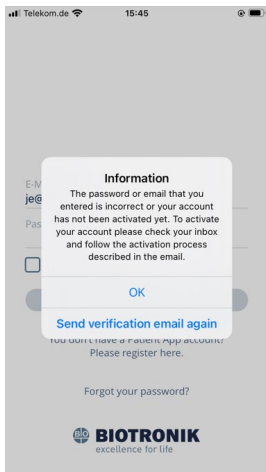 Telekom.de 15:45
Information
The password or email that you
entered is incorrect or your account
has not been activated yet. To activate
your account please check your inbox
and follow the activation process
described in the email.
E-M
je@
Pas
OK
Send verification email again
You don't have a Patient App account?
Please register here.
Forgot your password?
BIO BIOTRONIK
excellence for life